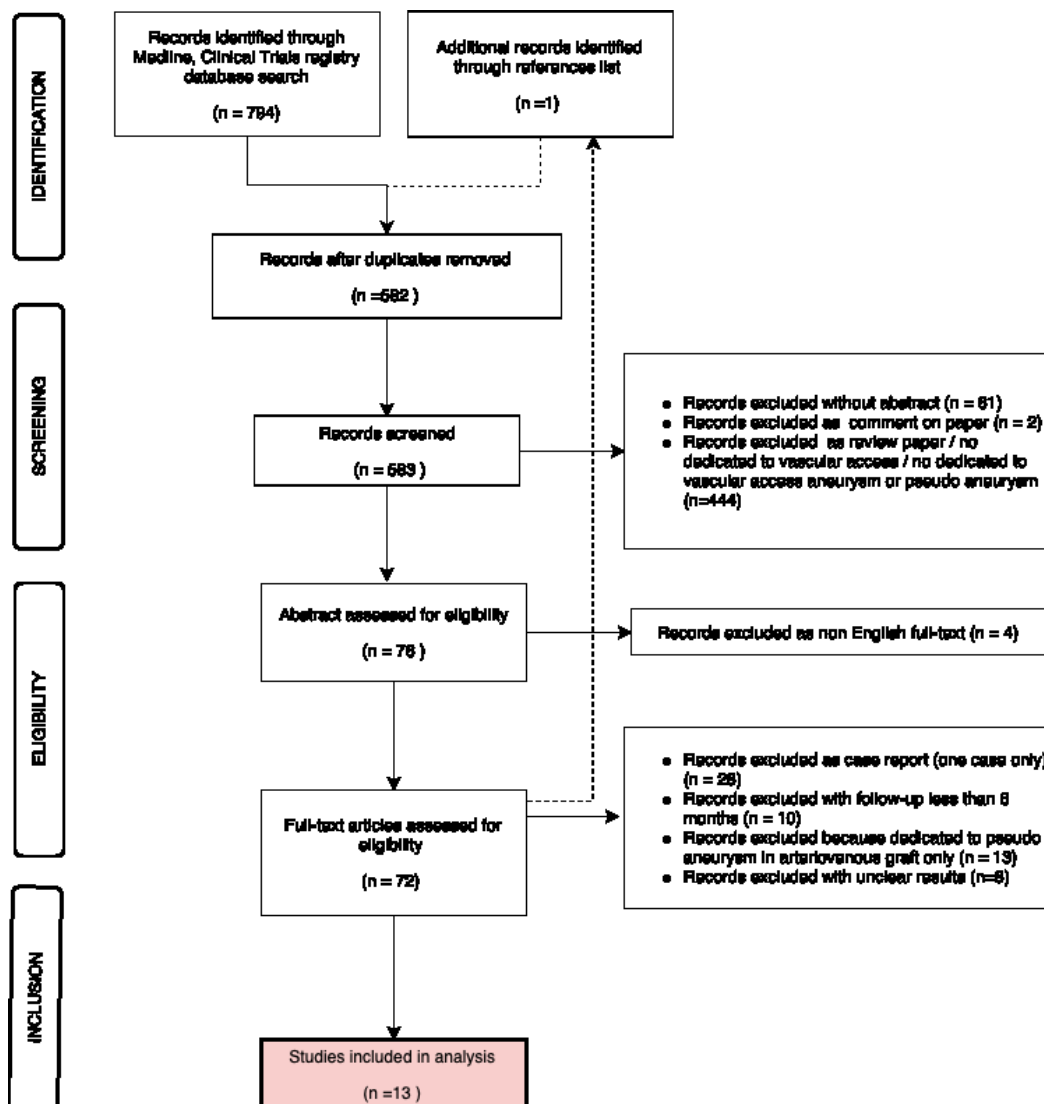 IDENTIFICATION
Records identified through
Medline, Clinical Trials registry
database search
(n = 794)
Additional records identified
through references list
(n =1)
Records after duplicates removed
(n =582 )
SCREENING
Records screened
(n = 583)
• Records excluded without abstract (n = 61)
• Records excluded as comment on paper (n = 2)
• Records excluded as review paper / no
dedicated to vascular access / no dedicated to
vascular access aneurysm or pseudo aneurysm
(n=444)
ELIGIBILITY
Abstract assessed for eligibility
(n = 76 )
Records excluded as non English full-text (n = 4)
Full-text articles assessed for
eligibility
(n = 72)
• Records excluded as case report (one case only)
(n = 28)
• Records excluded with follow-up less than 6
months (n = 10)
• Records excluded because dedicated to pseudo
aneurysm in arteriovenous graft only (n = 13)
• Records excluded with unclear results (n=8)
INCLUSION
Studies included in analysis
(n =13 )